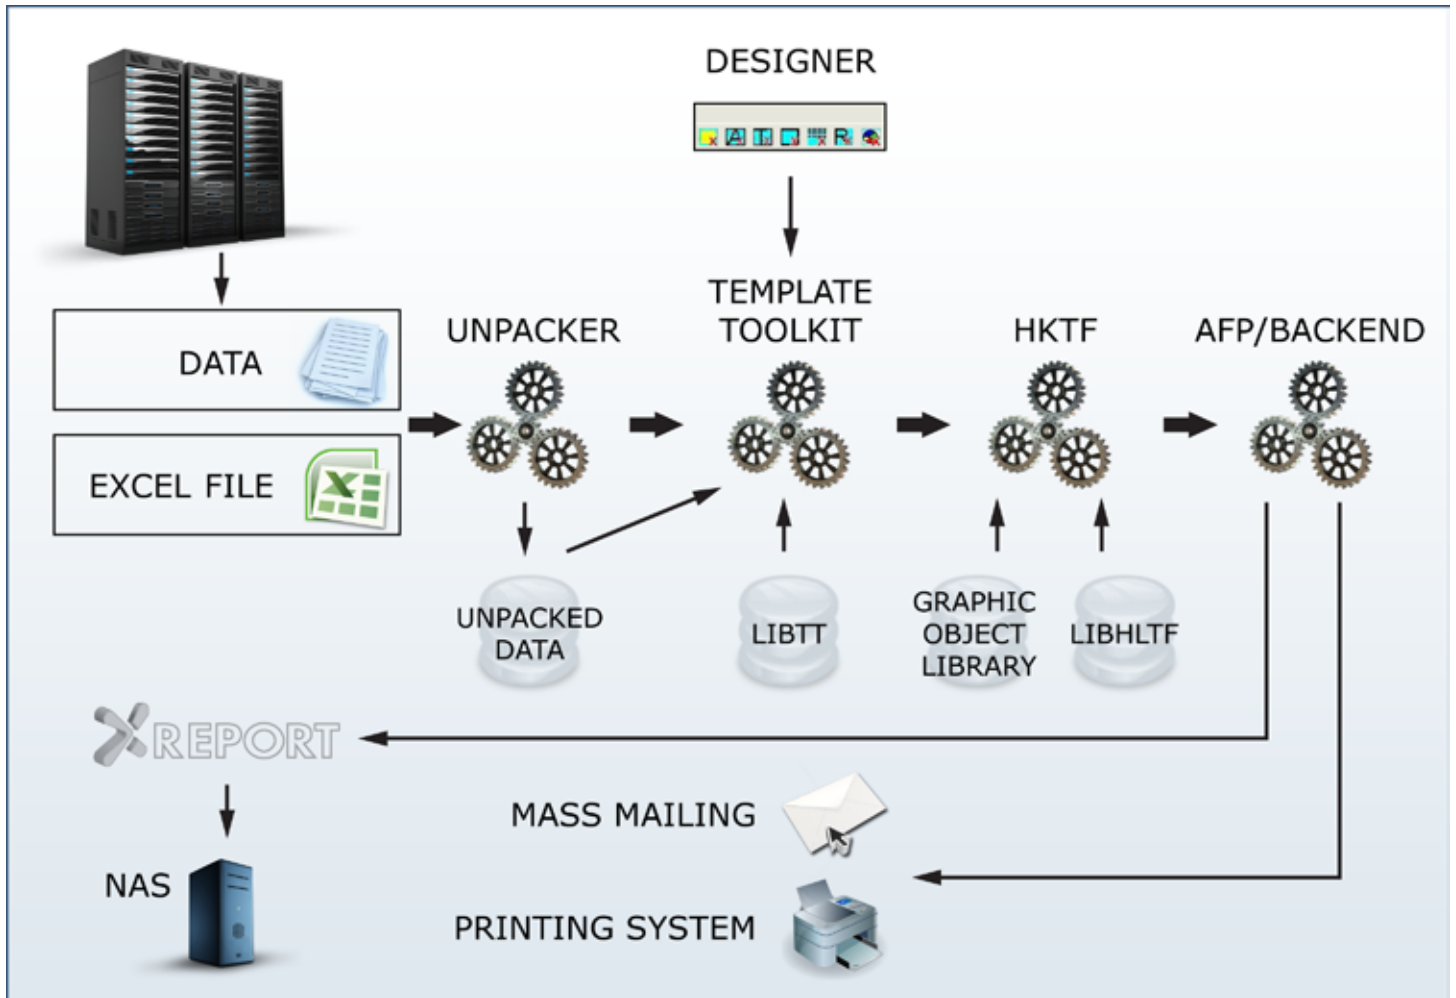 DESIGNER
TEMPLATE
TOOLKIT
UNPACKER
HKTF
AFP/BACKEND
DATA
EXCEL FILE
UNPACKED
DATA
LIBTT
GRAPHIC
OBJECT
LIBRARY
LIBHLTF
XREPORT
MASS MAILING
NAS
PRINTING SYSTEM